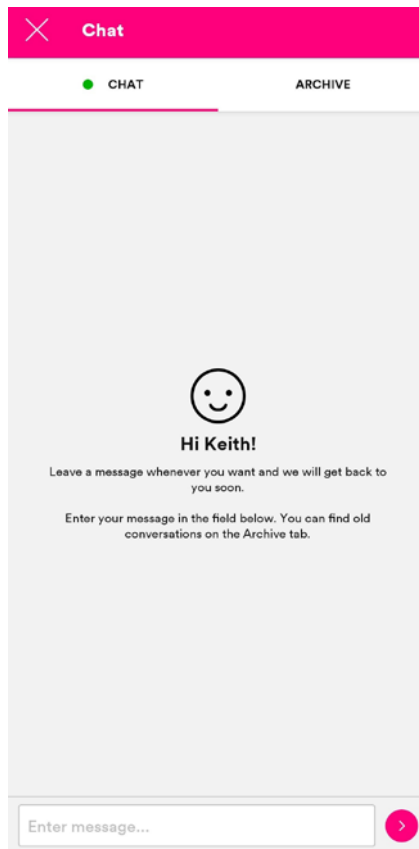 Chat
CHAT
ARCHIVE
Hi Keith!
Leave a message whenever you want and we will get back to
you soon.
Enter your message in the field below. You can find old
conversations on the Archive tab.
Enter message...